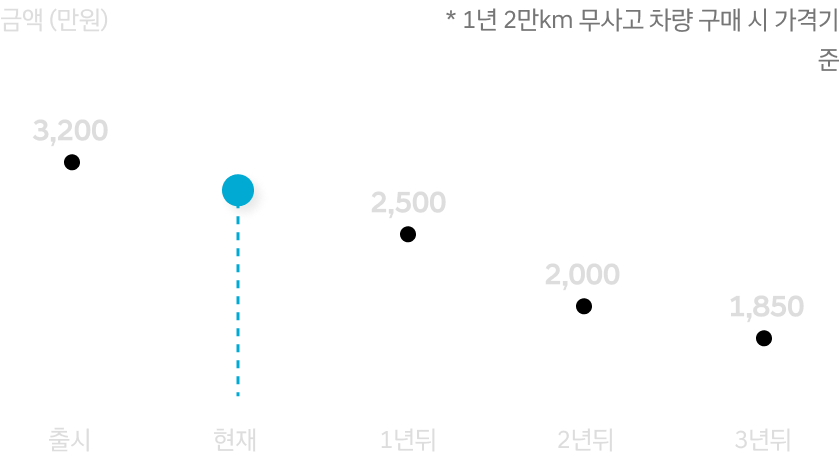 금액 (만원)
* 1년 2만km 무사고 차량 구매 시 가격기
준
3,200
2,500
2,000
1,850
출시 현재 1년뒤 2년뒤 3년뒤